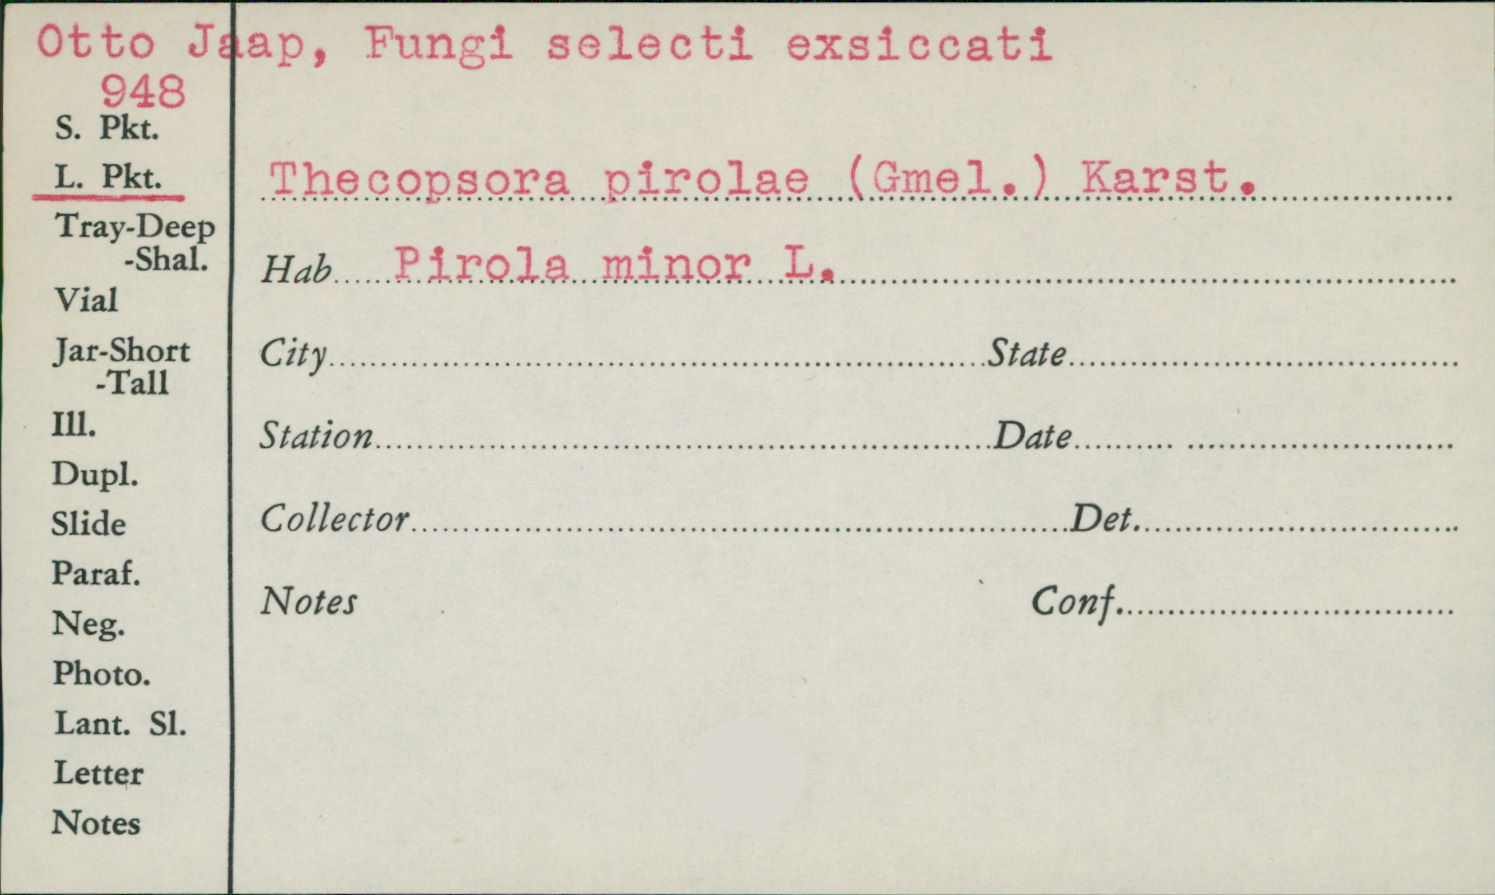 Otto Jaap, Fungi selecti exsiccati
948
S. Pkt.
L. Pkt.
Thecopsora pirolae (Gmel.) Karst.
Tray-Deep
-Shal.
Hab. Pirola minor L.
Vial
Jar-Short
-Tall
City State
Ill.
Station Date
Dupl.
Slide
Collector Det.
Paraf.
Neg.
Notes Conf.
Photo.
Lant. Sl.
Letter
Notes